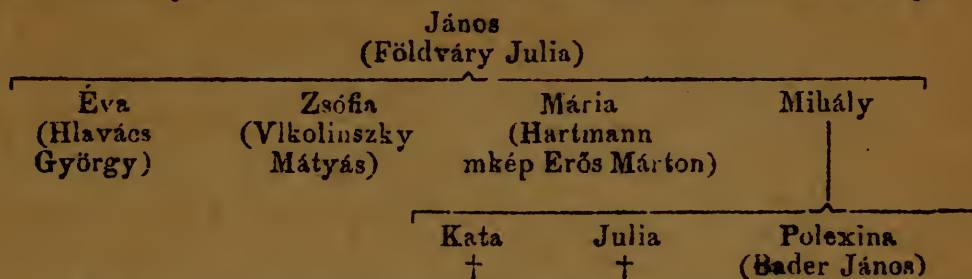 János
(Földváry Julia)
Éva Zsófia Mária Mihály
(Hlavács (Vlkolinszky (Hartmann
György) Mátyás) mkép Erős Márton)
Kata Julia Polexina
† † (Bader János)